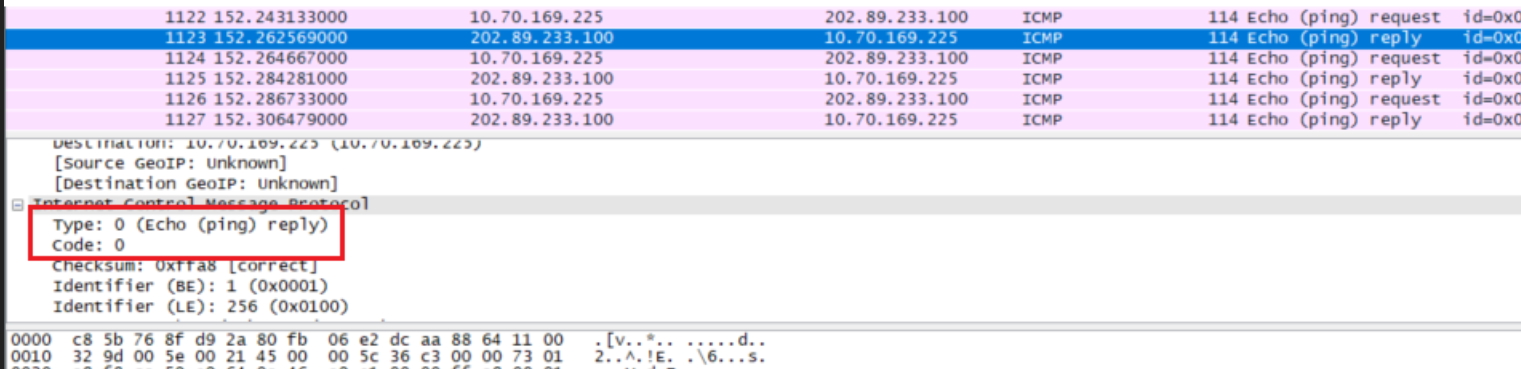 1122 152.243133000 10.70.169.225 202.89.233.100 ICMP 114 Echo (ping) request id=0x0
1123 152.262569000 202.89.233.100 10.70.169.225 ICMP 114 Echo (ping) reply id=0x0
1124 152.264667000 10.70.169.225 202.89.233.100 ICMP 114 Echo (ping) request id=0x0
1125 152.284281000 202.89.233.100 10.70.169.225 ICMP 114 Echo (ping) reply id=0x0
1126 152.286733000 10.70.169.225 202.89.233.100 ICMP 114 Echo (ping) request id=0x0
1127 152.306479000 202.89.233.100 10.70.169.225 ICMP 114 Echo (ping) reply id=0x0
Destination: 10.70.169.225 (10.70.169.225)
[Source GeoIP: Unknown]
[Destination GeoIP: Unknown]
Internet Control Message Protocol
Type: 0 (Echo (ping) reply)
Code: 0
Checksum: 0xffa8 [correct]
Identifier (BE): 1 (0x0001)
Identifier (LE): 256 (0x0100)
0000 c8 5b 76 8f d9 2a 80 fb 06 e2 dc aa 88 64 11 00 .[v..*.. .....d..
0010 32 9d 00 5e 00 21 45 00 00 5c 36 c3 00 00 73 01 2..^.!E. .\6...s.